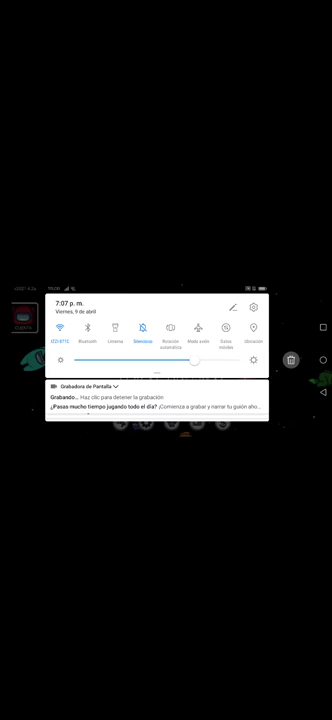 7:07 p. m.
Viernes, 9 de abril
Bluetooth
Linterna
Silencioso
Rotación
automática
Modo avión
Datos
móviles
Ubicación
Grabadora de Pantalla
Grabando... Haz clic para detener la grabación
¿Pasas mucho tiempo jugando todo el día? ¡Comienza a grabar y narrar tu guión aho...